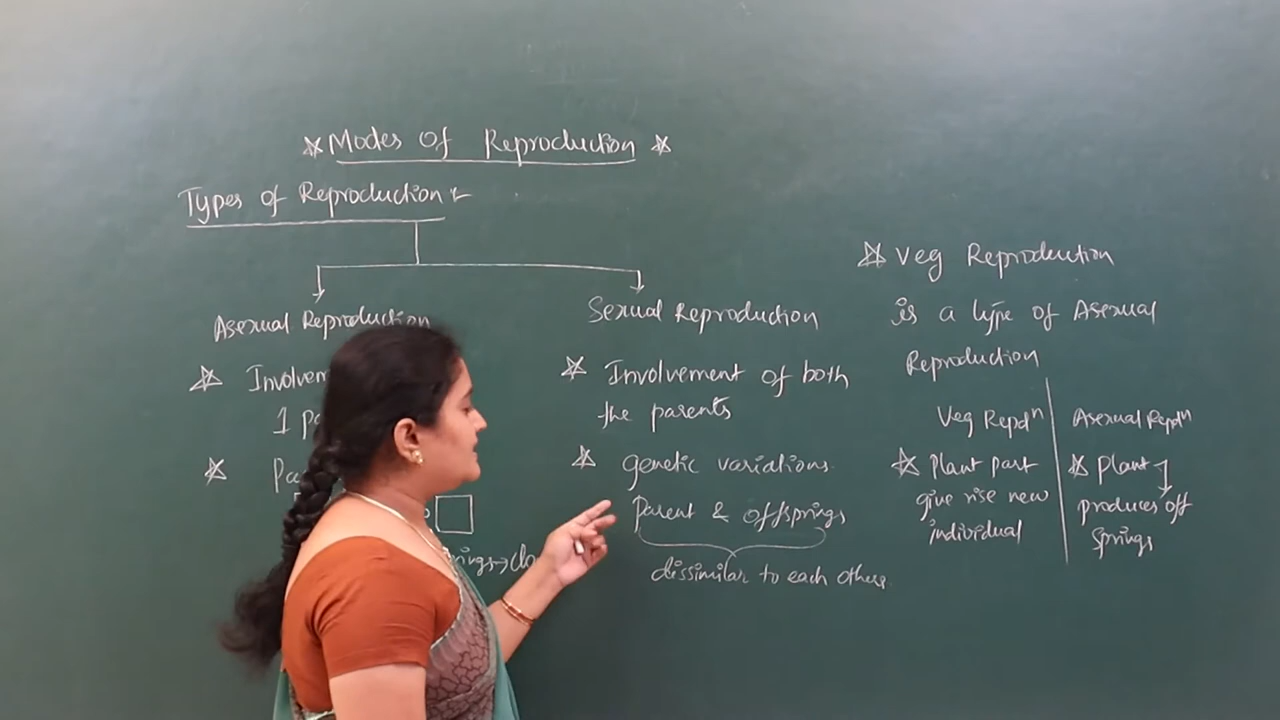 Modes of Reproduction
Types of Reproduction
Asexual Reproduction
Sexual Reproduction
1
Involvement of both
the parents
genetic variations
Parent & offsprings
dissimilar to each others
Veg Reproduction
is a type of Asexual
Reproduction
Veg Repdⁿ
Plant part
give rise new
individual
Asexual Repdⁿ
Plant
produces off
springs